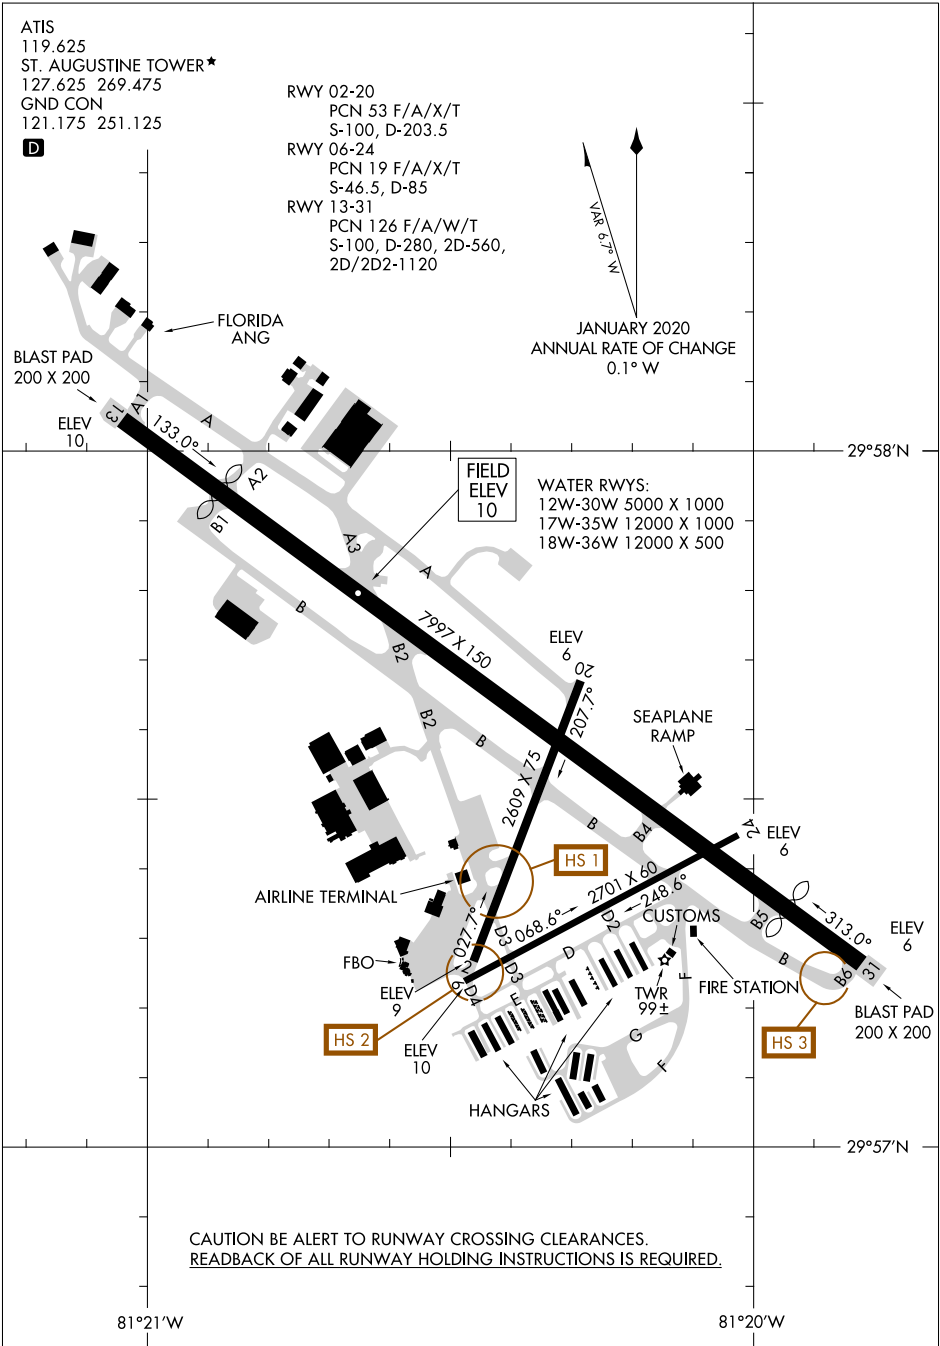 ATIS
119.625
ST. AUGUSTINE TOWER★
127.625 269.475
GND CON
121.175 251.125
D
RWY 02-20
PCN 53 F/A/X/T
S-100, D-203.5
RWY 06-24
PCN 19 F/A/X/T
S-46.5, D-85
RWY 13-31
PCN 126 F/A/W/T
S-100, D-280, 2D-560,
2D/2D2-1120
VAR 6.7° W
JANUARY 2020
ANNUAL RATE OF CHANGE
0.1° W
FLORIDA
ANG
BLAST PAD
200 X 200
ELEV
10
13
A1
A
133.0°
A2
B1
29°58'N
FIELD
ELEV
10
WATER RWYS:
12W-30W 5000 X 1000
17W-35W 12000 X 1000
18W-36W 12000 X 500
A3
A
B
7997 X 150
B2
ELEV
6
20
207.7°
B2
B
SEAPLANE
RAMP
2609 X 75
B
B4
24
ELEV
6
HS 1
AIRLINE TERMINAL
2701 X 60
248.6°
068.6°
027.7°
D2
CUSTOMS
B5
313.0°
ELEV
6
D3
D
D3
B
B6
31
FBO
2
6
D4
E
F
FIRE STATION
TWR
99±
BLAST PAD
200 X 200
ELEV
9
HS 2
ELEV
10
G
F
HS 3
HANGARS
29°57'N
CAUTION BE ALERT TO RUNWAY CROSSING CLEARANCES.
READBACK OF ALL RUNWAY HOLDING INSTRUCTIONS IS REQUIRED.
81°21'W
81°20'W